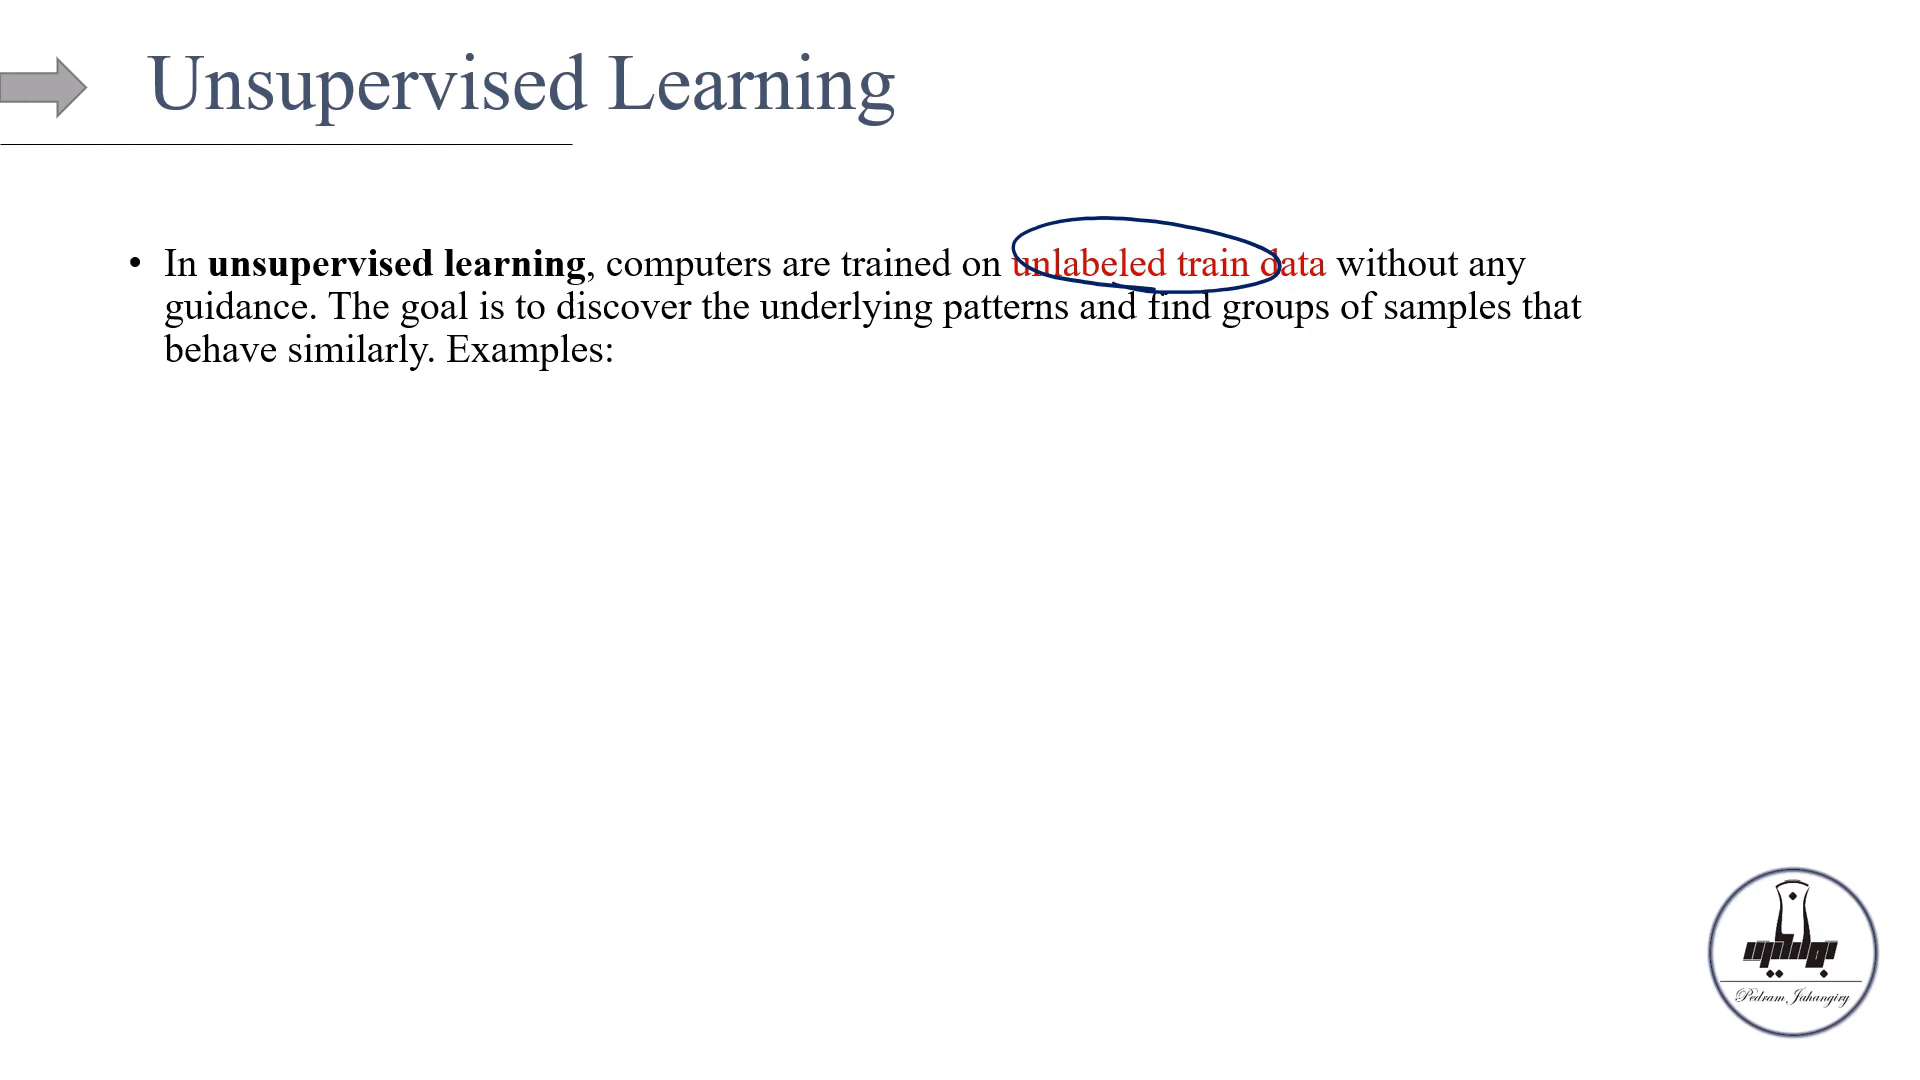 Unsupervised Learning
• In unsupervised learning, computers are trained on unlabeled train data without any
guidance. The goal is to discover the underlying patterns and find groups of samples that
behave similarly. Examples:
Pedram Jahangiry